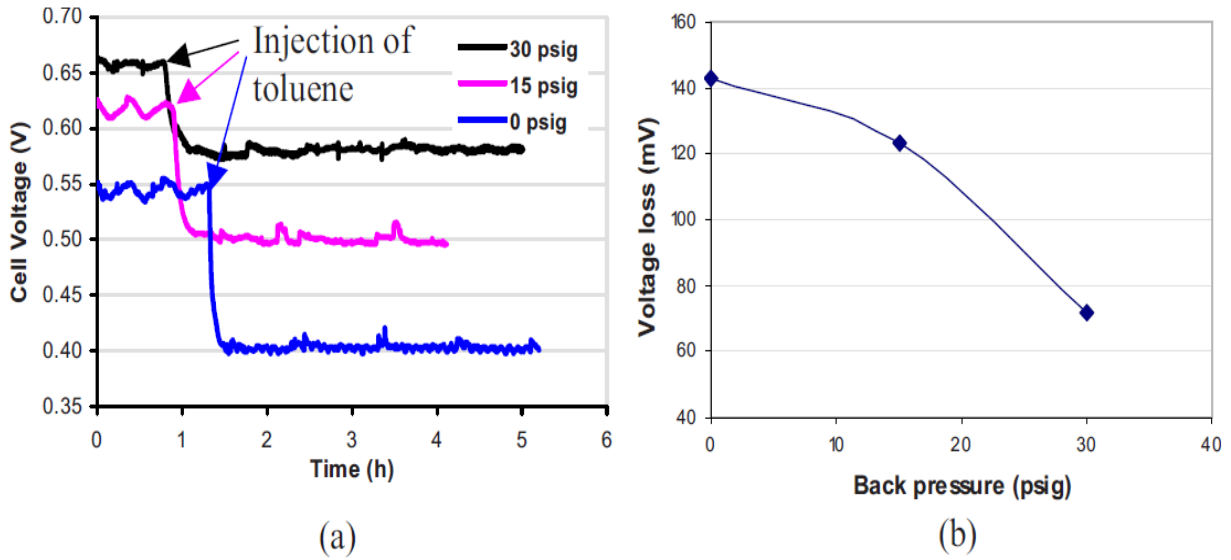 0.70
0.65
0.60
0.55
0.50
0.45
0.40
0.35
Cell Voltage (V)
0 1 2 3 4 5 6
Time (h)
Injection of
toluene
30 psig
15 psig
0 psig
(a)
160
140
120
100
80
60
40
Voltage loss (mV)
0 10 20 30 40
Back pressure (psig)
(b)